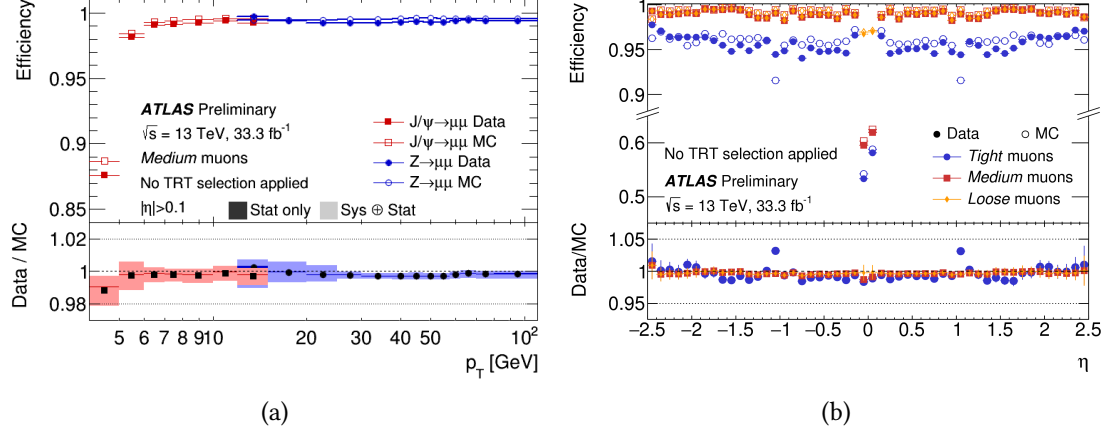 Efficiency
1
0.95
0.9
0.85
ATLAS Preliminary
√s = 13 TeV, 33.3 fb⁻¹
Medium muons
No TRT selection applied
|η|>0.1
J/ψ→μμ Data
J/ψ→μμ MC
Z→μμ Data
Z→μμ MC
Stat only
Sys ⊕ Stat
Data / MC
1.02
1
0.98
5 6 7 8 9 10 20 30 40 50 10²
p_T [GeV]
(a)
Efficiency
1
0.95
0.9
0.6
0.5
No TRT selection applied
ATLAS Preliminary
√s = 13 TeV, 33.3 fb⁻¹
Data MC
Tight muons
Medium muons
Loose muons
Data/MC
1.05
1
0.95
−2.5 −2 −1.5 −1 −0.5 0 0.5 1 1.5 2 2.5
η
(b)